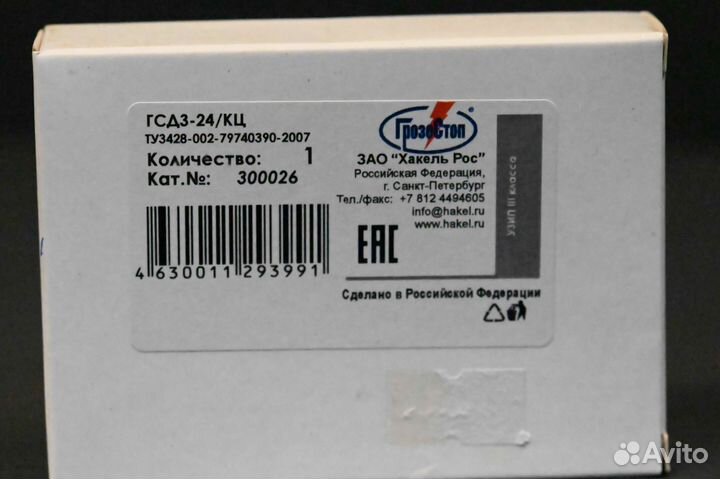 ГСД3-24/КЦ
ТУ3428-002-79740390-2007
Количество: 1
Кат.№: 300026
4 630011 293991
ГрозоСтоп
ЗАО "Хакель Рос"
Российская Федерация,
г. Санкт-Петербург
Тел./факс: +7 812 4494605
info@hakel.ru
www.hakel.ru
EAC
УЗИП III класса
Сделано в Российской Федерации
Avito